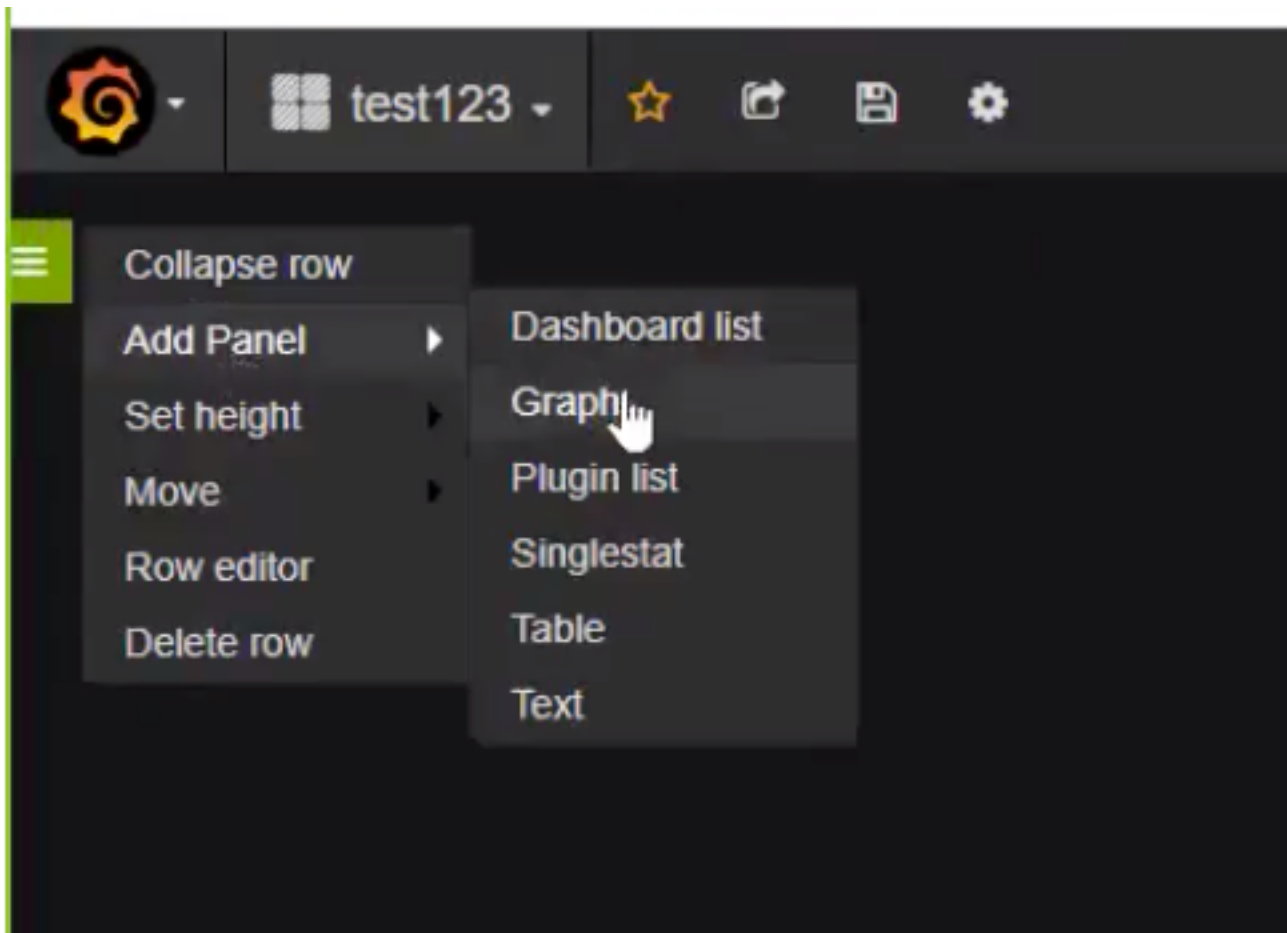 test123
Collapse row
Add Panel
Set height
Move
Row editor
Delete row
Dashboard list
Graph
Plugin list
Singlestat
Table
Text